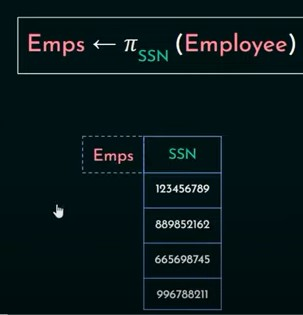 Emps ← π SSN (Employee)
Emps SSN
123456789
889852162
665698745
996788211